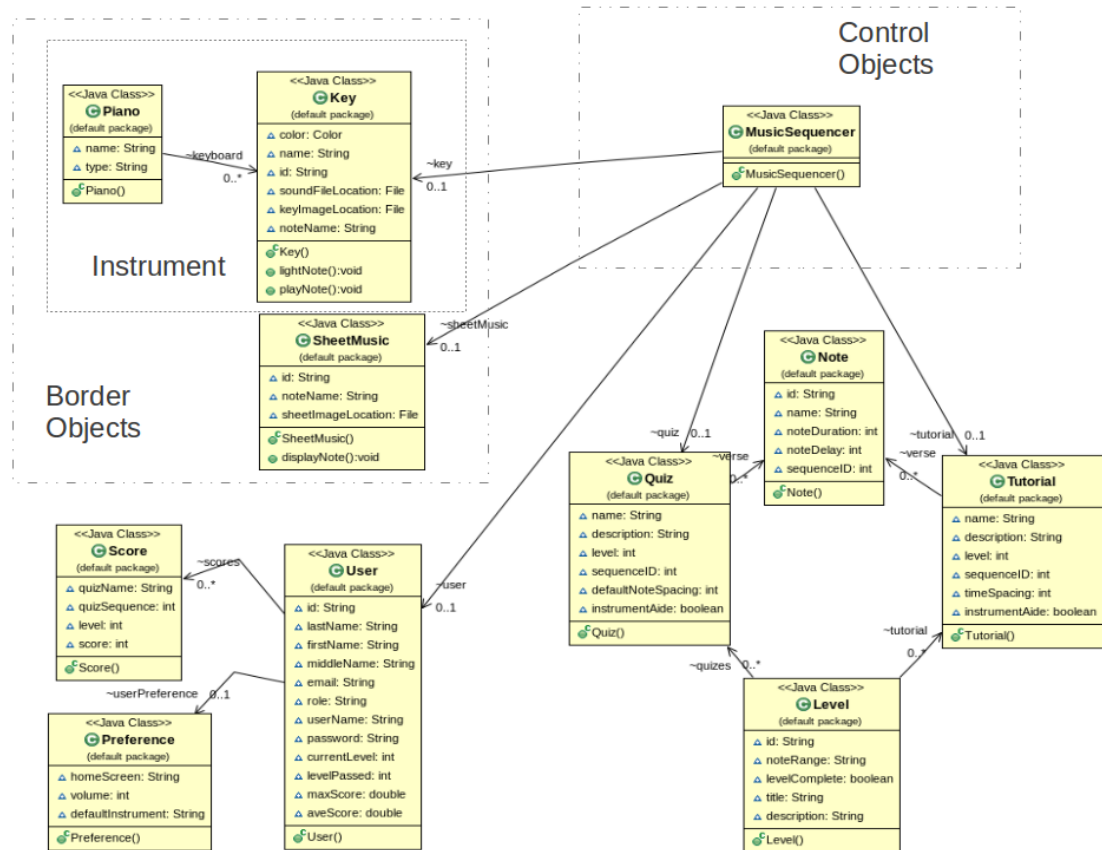 Control
Objects
<<Java Class>>
Piano
(default package)
name: String
type: String
Piano()
~keyboard
0..*
<<Java Class>>
Key
(default package)
color: Color
name: String
id: String
soundFileLocation: File
keyImageLocation: File
noteName: String
Key()
lightNote():void
playNote():void
~key
0..1
<<Java Class>>
MusicSequencer
(default package)
MusicSequencer()
Instrument
<<Java Class>>
SheetMusic
(default package)
id: String
noteName: String
sheetImageLocation: File
SheetMusic()
displayNote():void
~sheetMusic
0..1
Border
Objects
<<Java Class>>
Note
(default package)
id: String
name: String
noteDuration: int
noteDelay: int
sequenceID: int
Note()
~quiz
0..1
~verse
0..*
~tutorial
0..1
~verse
0..*
<<Java Class>>
Quiz
(default package)
name: String
description: String
level: int
sequenceID: int
defaultNoteSpacing: int
instrumentAide: boolean
Quiz()
<<Java Class>>
Tutorial
(default package)
name: String
description: String
level: int
sequenceID: int
timeSpacing: int
instrumentAide: boolean
Tutorial()
<<Java Class>>
Score
(default package)
quizName: String
quizSequence: int
level: int
score: int
Score()
~scores
0..*
<<Java Class>>
User
(default package)
id: String
lastName: String
firstName: String
middleName: String
email: String
role: String
userName: String
password: String
currentLevel: int
levelPassed: int
maxScore: double
aveScore: double
User()
~user
0..1
~userPreference
0..1
<<Java Class>>
Preference
(default package)
homeScreen: String
volume: int
defaultInstrument: String
Preference()
~quizes
0..*
~tutorial
0..*
<<Java Class>>
Level
(default package)
id: String
noteRange: String
levelComplete: boolean
title: String
description: String
Level()